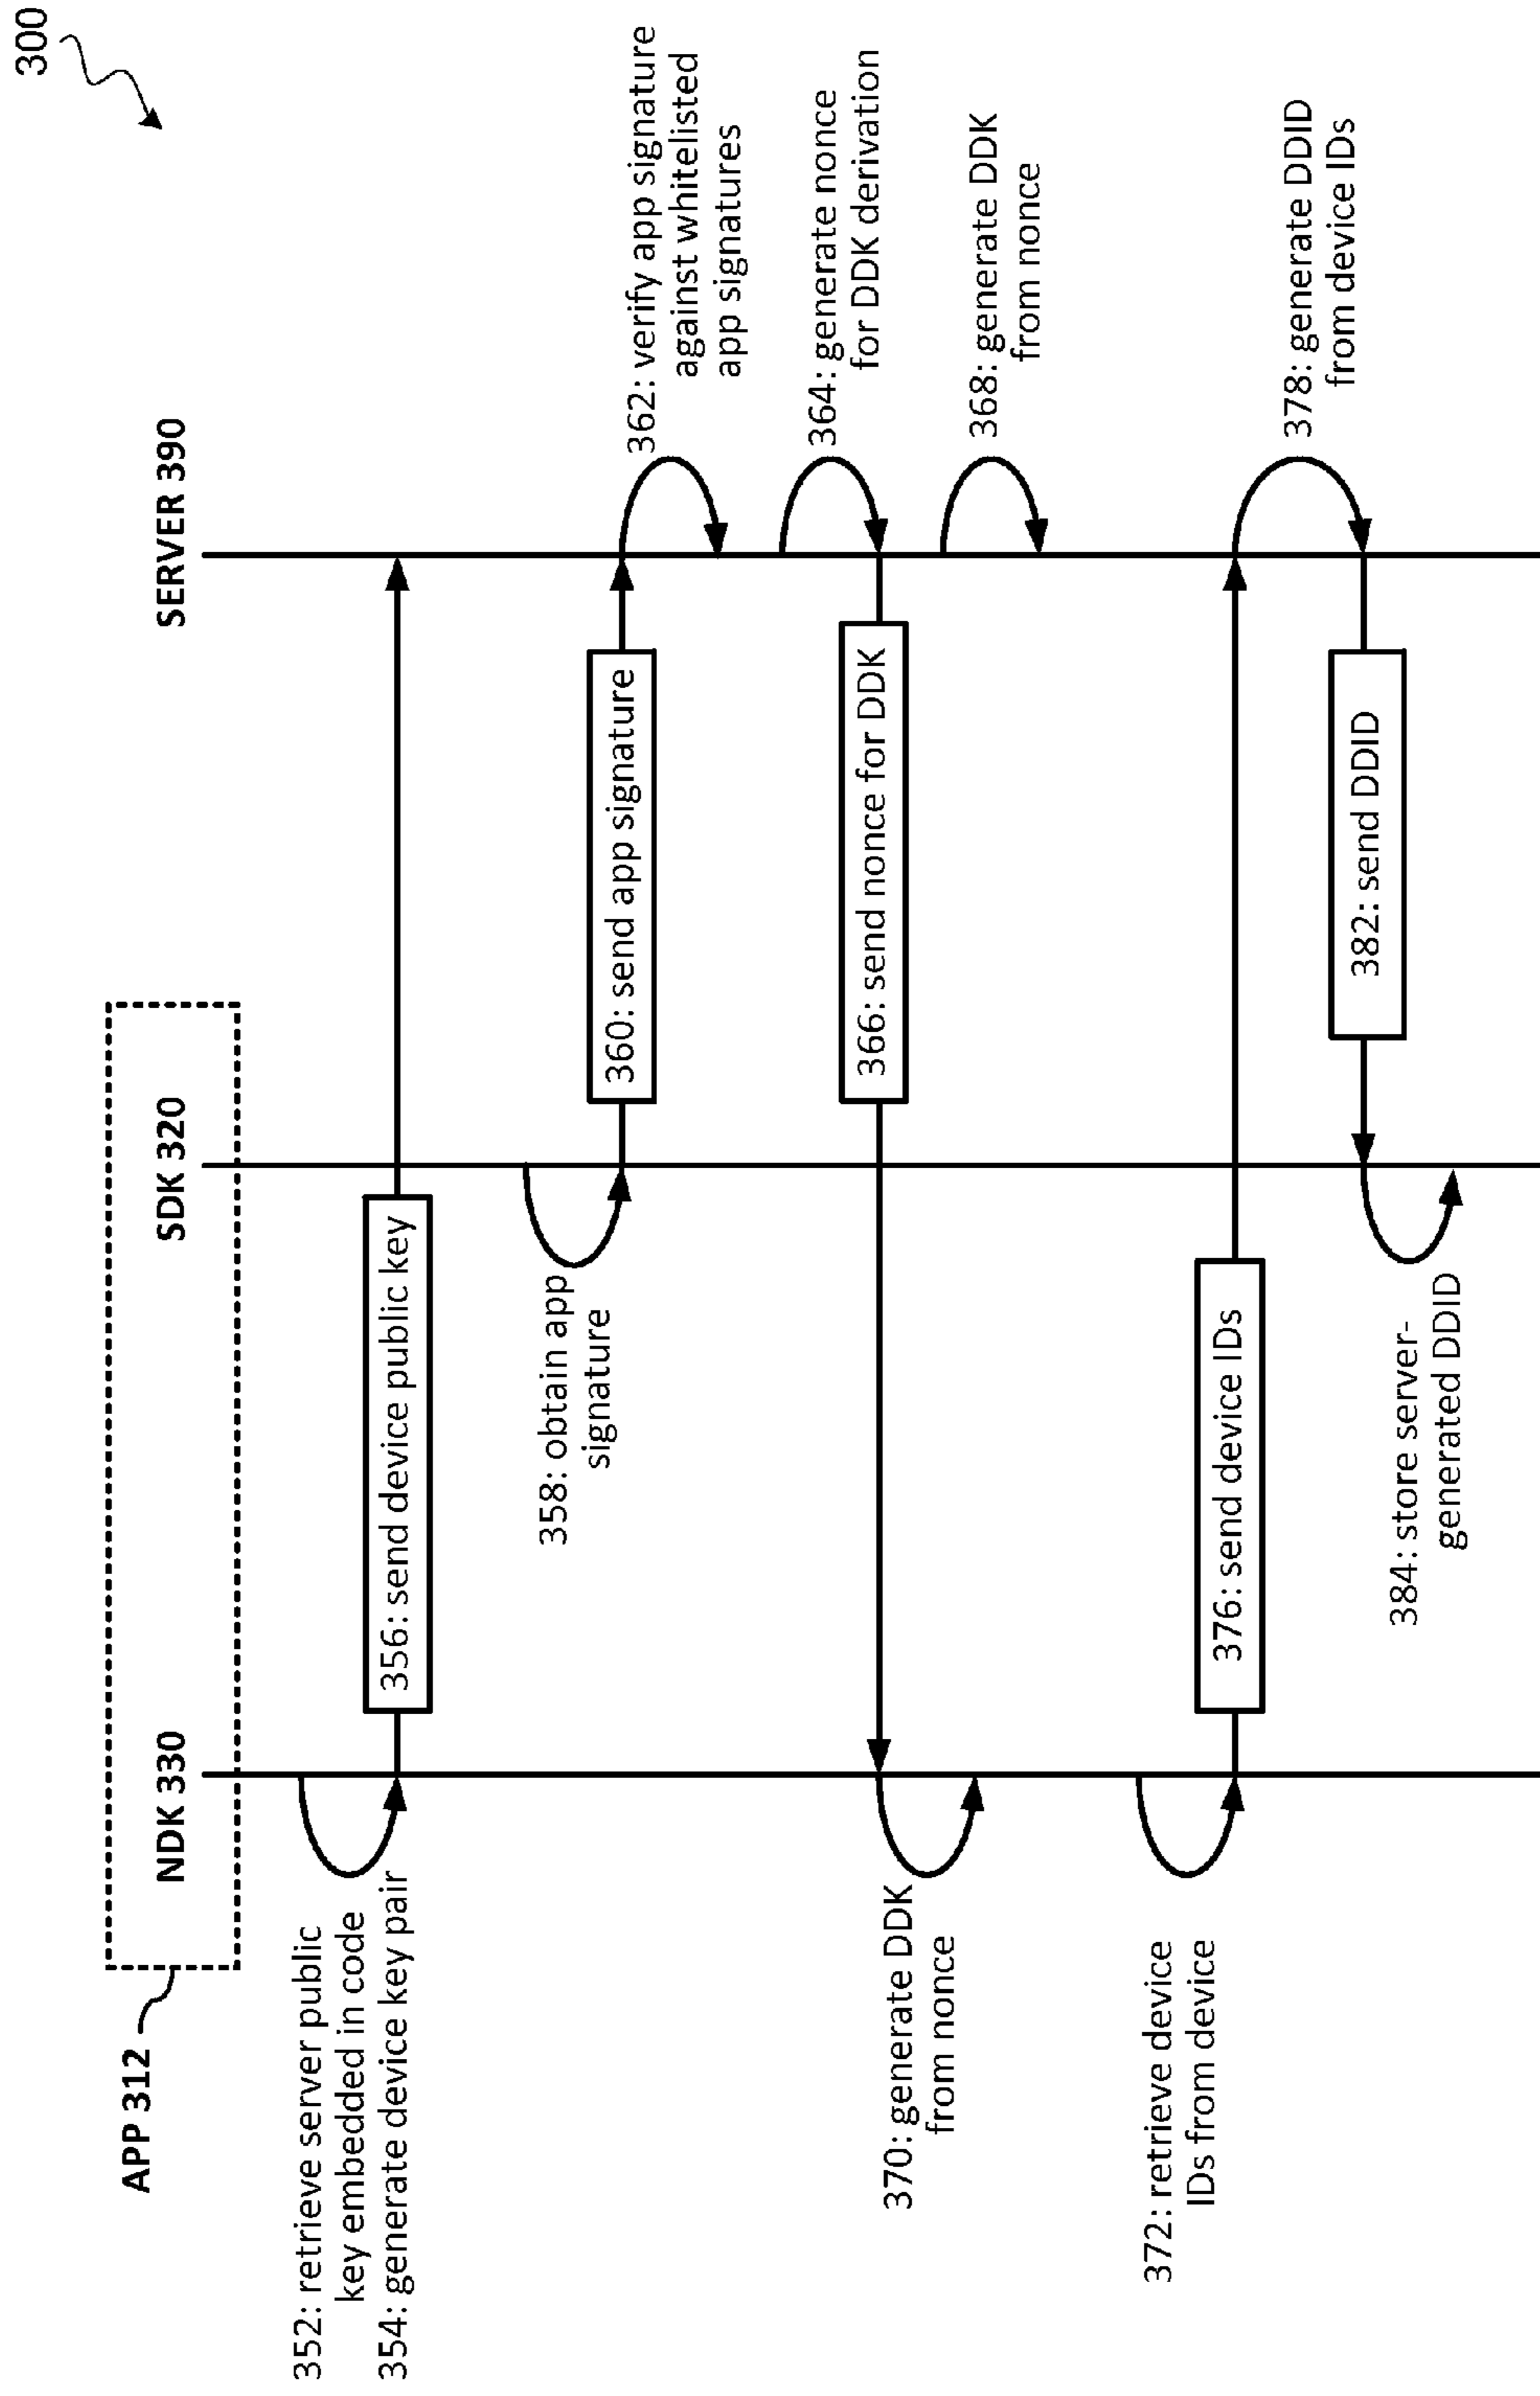 300
APP 312
NDK 330
SDK 320
SERVER 390
352: retrieve server public
key embedded in code
354: generate device key pair
356: send device public key
358: obtain app
signature
360: send app signature
362: verify app signature
against whitelisted
app signatures
364: generate nonce
for DDK derivation
366: send nonce for DDK
368: generate DDK
from nonce
370: generate DDK
from nonce
372: retrieve device
IDs from device
376: send device IDs
378: generate DDID
from device IDs
382: send DDID
384: store server-
generated DDID